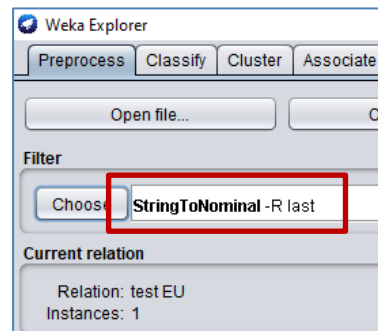 Weka Explorer
Preprocess Classify Cluster Associate
Open file...
Filter
Choose StringToNominal -R last
Current relation
Relation: test EU
Instances: 1